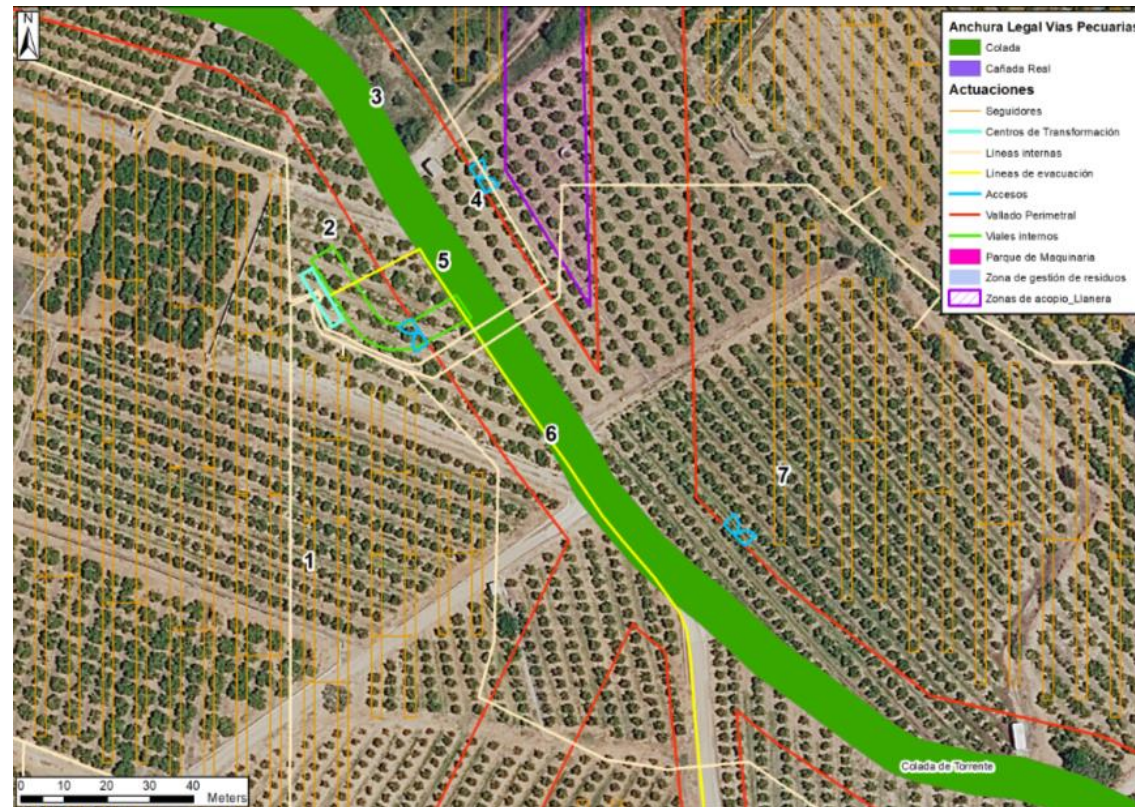 N
Anchura Legal Vias Pecuarias
Colada
Cañada Real
Actuaciones
Seguidores
Centros de Transformación
Líneas internas
Líneas de evacuación
Accesos
Vallado Perimetral
Viales internos
Parque de Maquinaria
Zona de gestión de residuos
Zonas de acopio_Llanera
3
4
2
5
6
7
1
Colada de Torrente
0 10 20 30 40
Meters